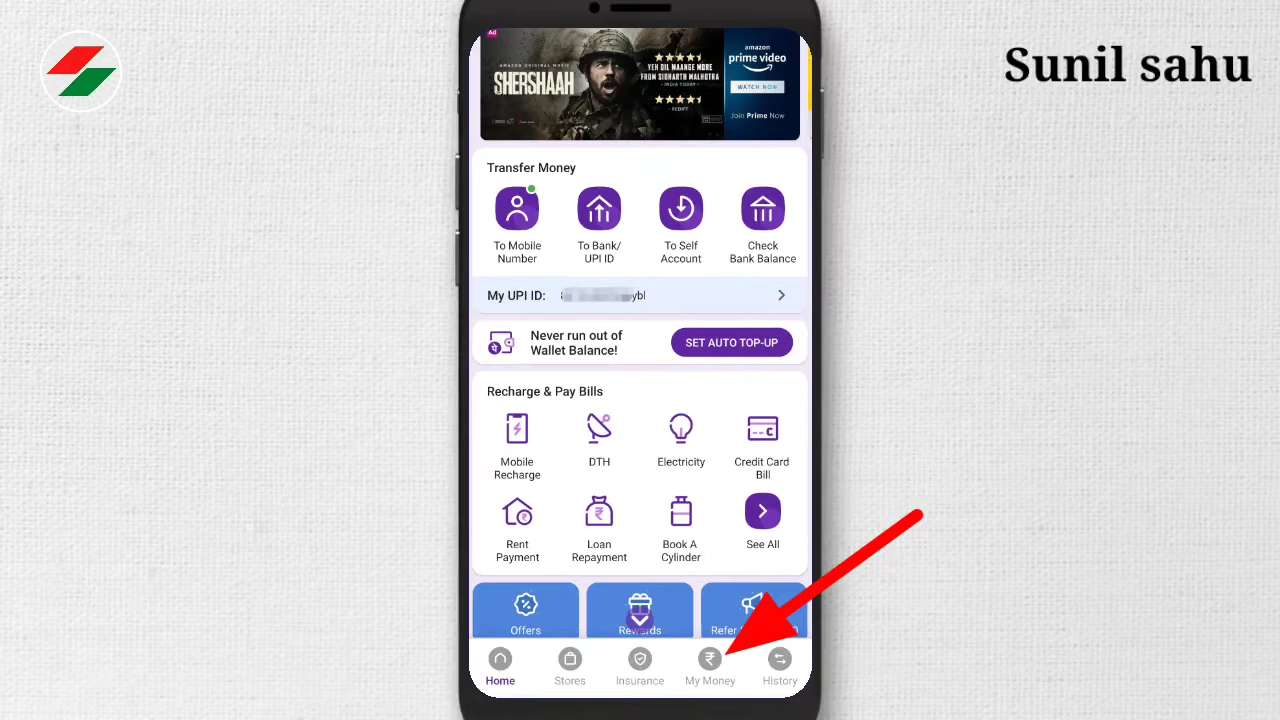 Sunil sahu
Ad
AMAZON ORIGINAL MOVIE
SHERSHAAH
YEH DIL MAANGE MORE
FROM SIDHARTH MALHOTRA
- INDIA TODAY -
- REDIFF -
amazon
prime video
WATCH NOW
Join Prime Now
Transfer Money
To Mobile
Number
To Bank/
UPI ID
To Self
Account
Check
Bank Balance
My UPI ID:
ybl
Never run out of
Wallet Balance!
SET AUTO TOP-UP
Recharge & Pay Bills
Mobile
Recharge
DTH
Electricity
Credit Card
Bill
Rent
Payment
Loan
Repayment
Book A
Cylinder
See All
Offers
Rewards
Refer
Home
Stores
Insurance
My Money
History